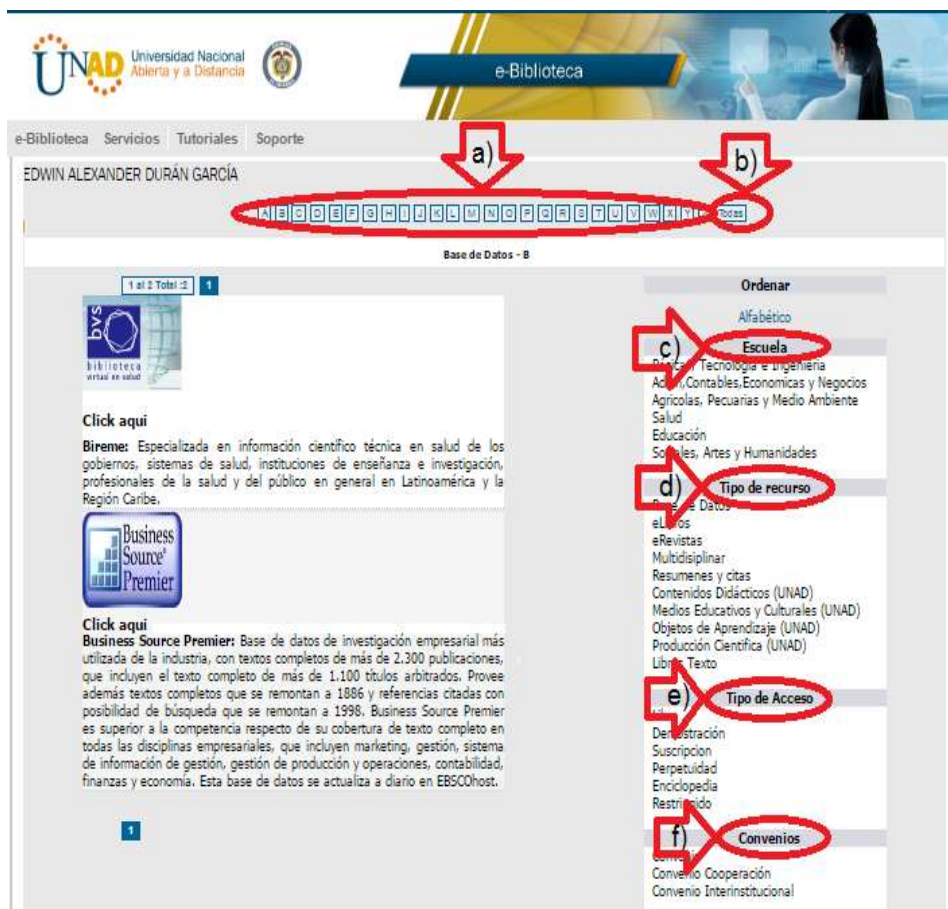 UNAD Universidad Nacional
Abierta y a Distancia
e-Biblioteca
e-Biblioteca Servicios Tutoriales Soporte
a)
b)
EDWIN ALEXANDER DURÁN GARCÍA
A B C D E F G H I J K L M N O P Q R S T U V W X Y Todas
Base de Datos - B
1 al 2 Total :2 1
bvs
biblioteca
virtual en salud
Click aqui
Bireme: Especializada en información científico técnica en salud de los
gobiernos, sistemas de salud, instituciones de enseñanza e investigación,
profesionales de la salud y del público en general en Latinoamérica y la
Región Caribe.
Business
Source
Premier
Click aqui
Business Source Premier: Base de datos de investigación empresarial más
utilizada de la industria, con textos completos de más de 2.300 publicaciones,
que incluyen el texto completo de más de 1.100 títulos arbitrados. Provee
además textos completos que se remontan a 1886 y referencias citadas con
posibilidad de búsqueda que se remontan a 1998. Business Source Premier
es superior a la competencia respecto de su cobertura de texto completo en
todas las disciplinas empresariales, que incluyen marketing, gestión, sistema
de información de gestión, gestión de producción y operaciones, contabilidad,
finanzas y economía. Esta base de datos se actualiza a diario en EBSCOhost.
1
Ordenar
Alfabético
c) Escuela
Tecnología e Ingeniería
Contables,Economicas y Negocios
Agricolas, Pecuarias y Medio Ambiente
Salud
Educación
Sociales, Artes y Humanidades
d) Tipo de recurso
Base de Datos
eLibros
eRevistas
Multidisiplinar
Resumenes y citas
Contenidos Didácticos (UNAD)
Medios Educativos y Culturales (UNAD)
Objetos de Aprendizaje (UNAD)
Producción Científica (UNAD)
Libros Texto
e) Tipo de Acceso
Demostración
Suscripcion
Perpetuidad
Enciclopedia
Restringido
f) Convenios
Convenio Cooperación
Convenio Interinstitucional